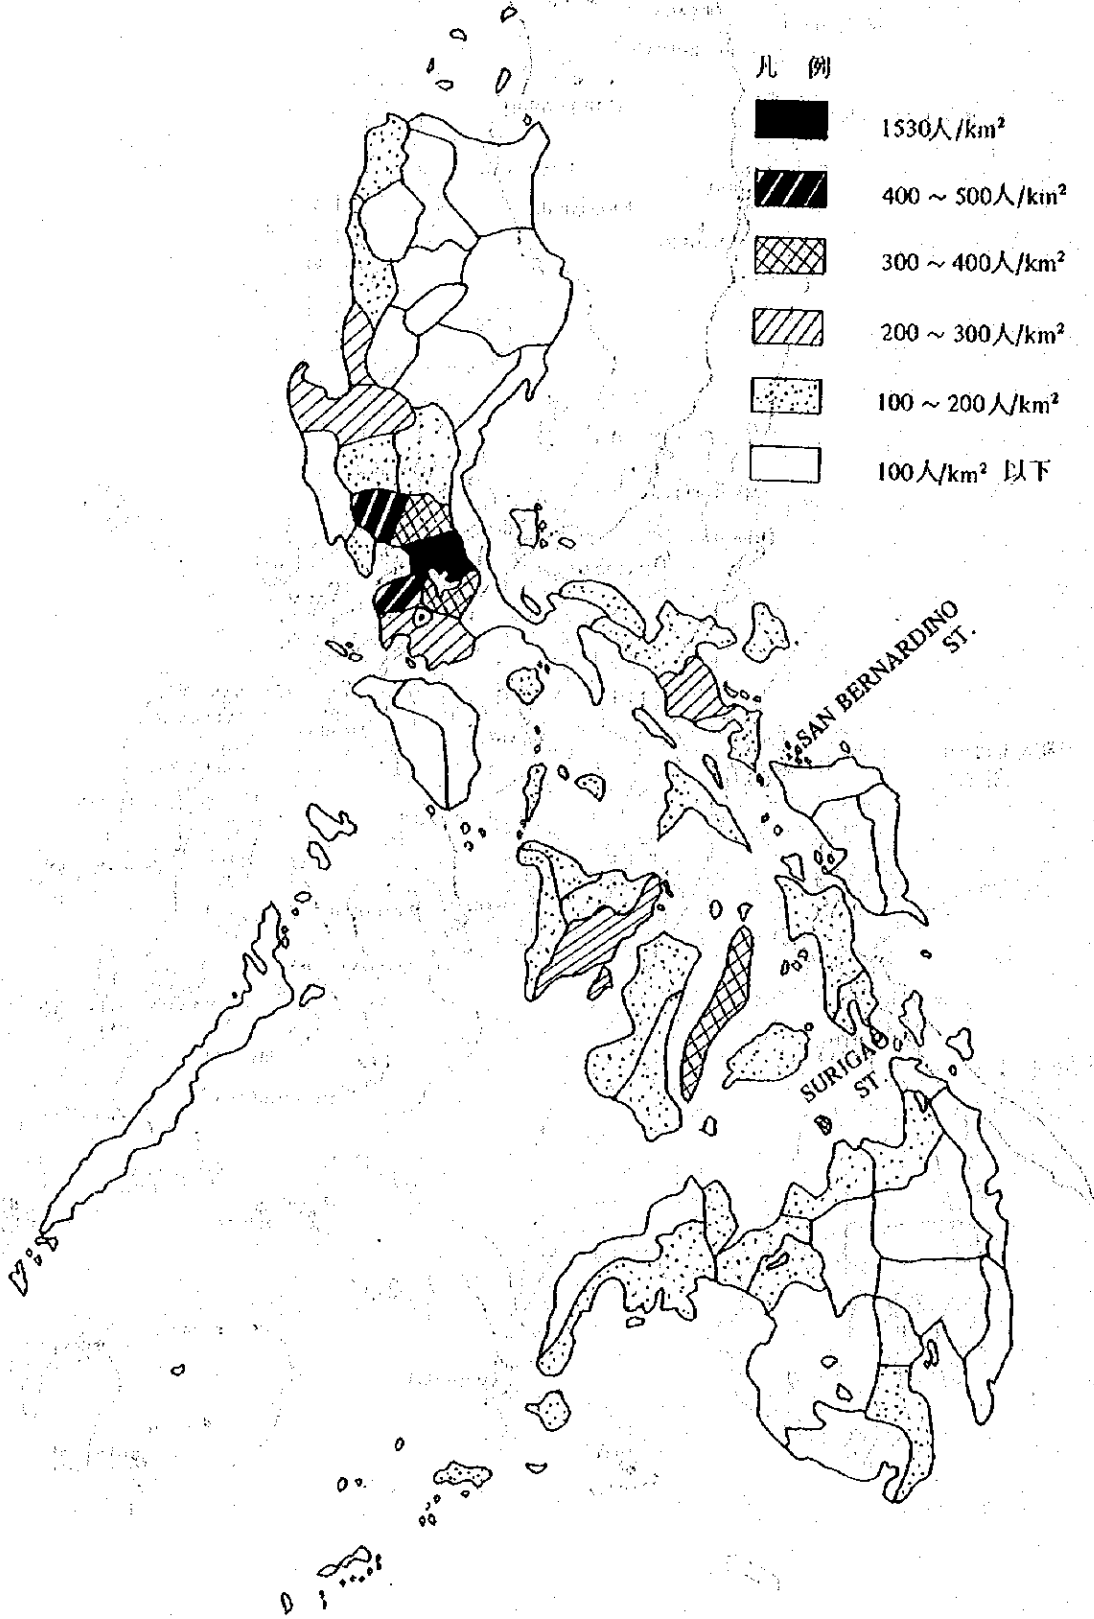 凡 例
1530人/km²
400 ~ 500人/km²
300 ~ 400人/km²
200 ~ 300人/km²
100 ~ 200人/km²
100人/km² 以下
SAN BERNARDINO
ST.
SURIGAO
ST